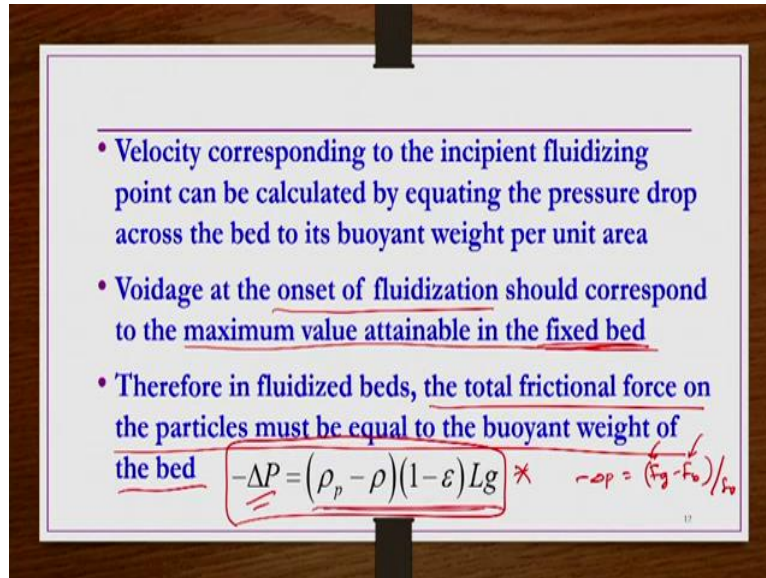 • Velocity corresponding to the incipient fluidizing
point can be calculated by equating the pressure drop
across the bed to its buoyant weight per unit area
• Voidage at the onset of fluidization should correspond
to the maximum value attainable in the fixed bed
• Therefore in fluidized beds, the total frictional force on
the particles must be equal to the buoyant weight of
the bed −ΔP = (ρp − ρ)(1 − ε)Lg * −Δp = (Fg − Fb)/